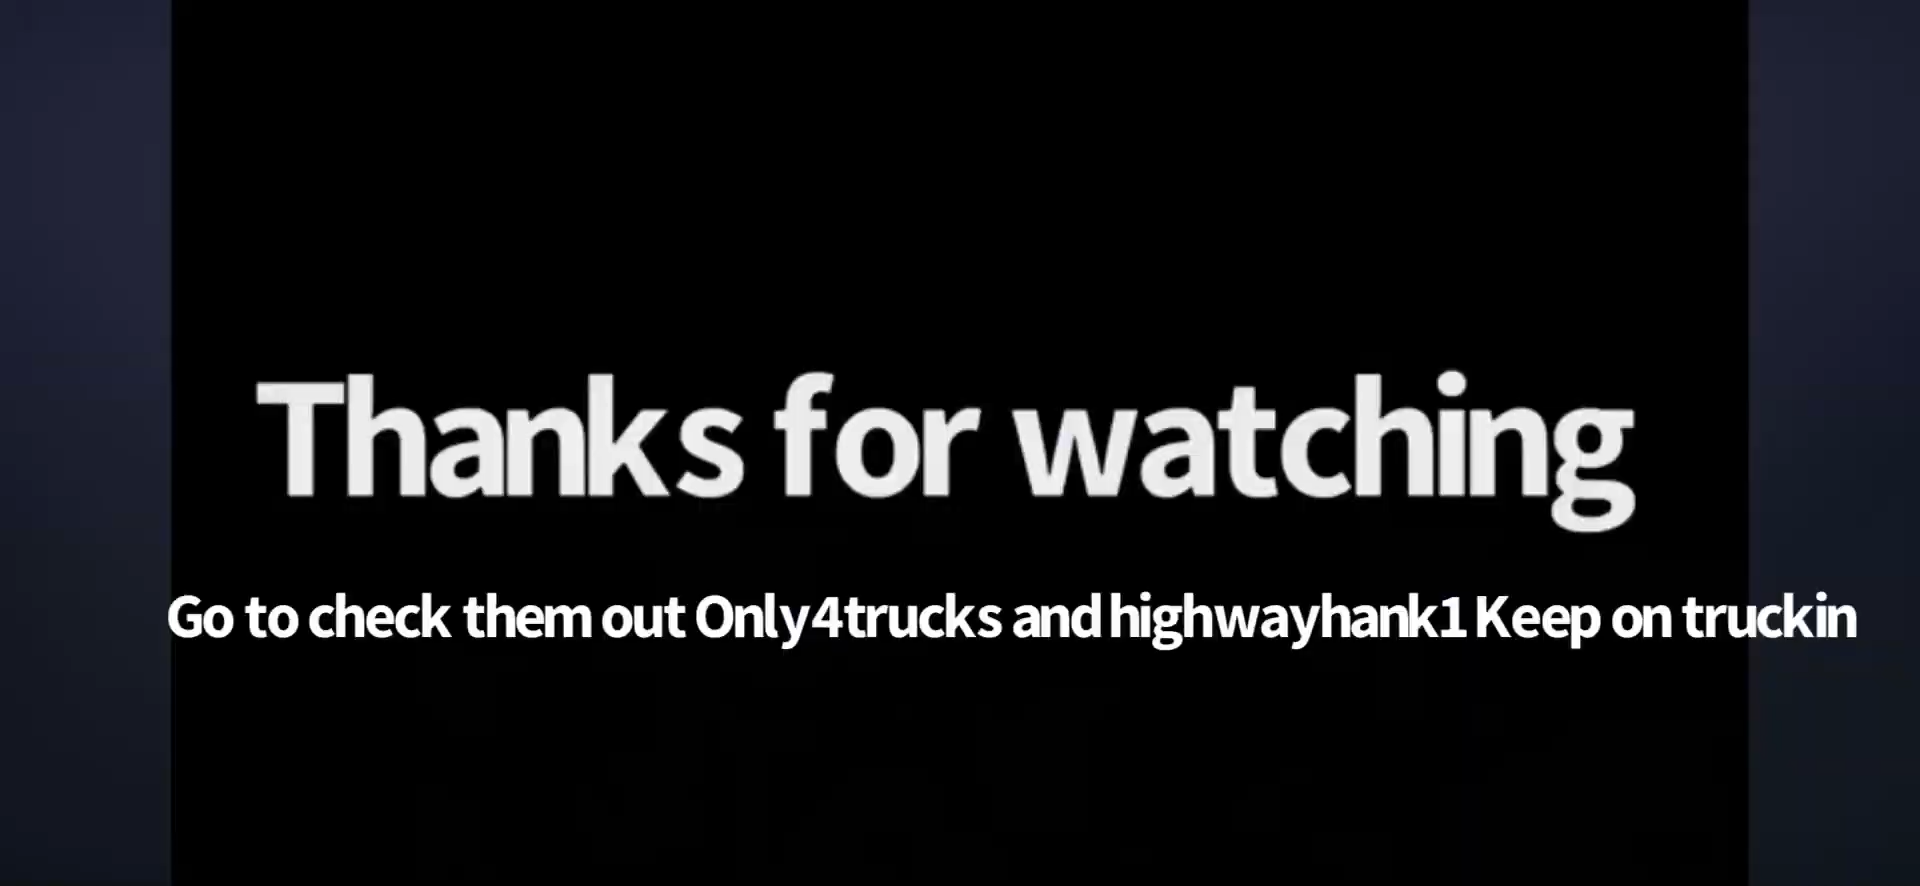 Thanks for watching
Go to check them out Only4trucks and highwayhank1 Keep on truckin